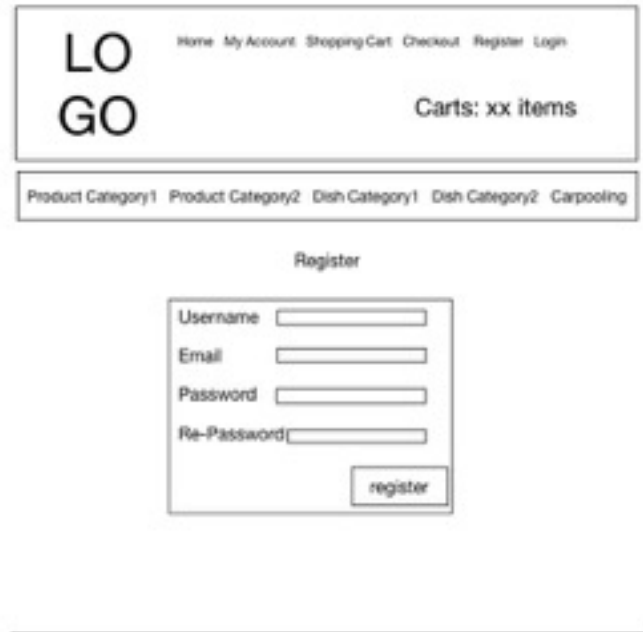 LO
GO
Home My Account Shopping Cart Checkout Register Login
Carts: xx items
Product Category1 Product Category2 Dish Category1 Dish Category2 Carpooling
Register
Username
Email
Password
Re-Password
register